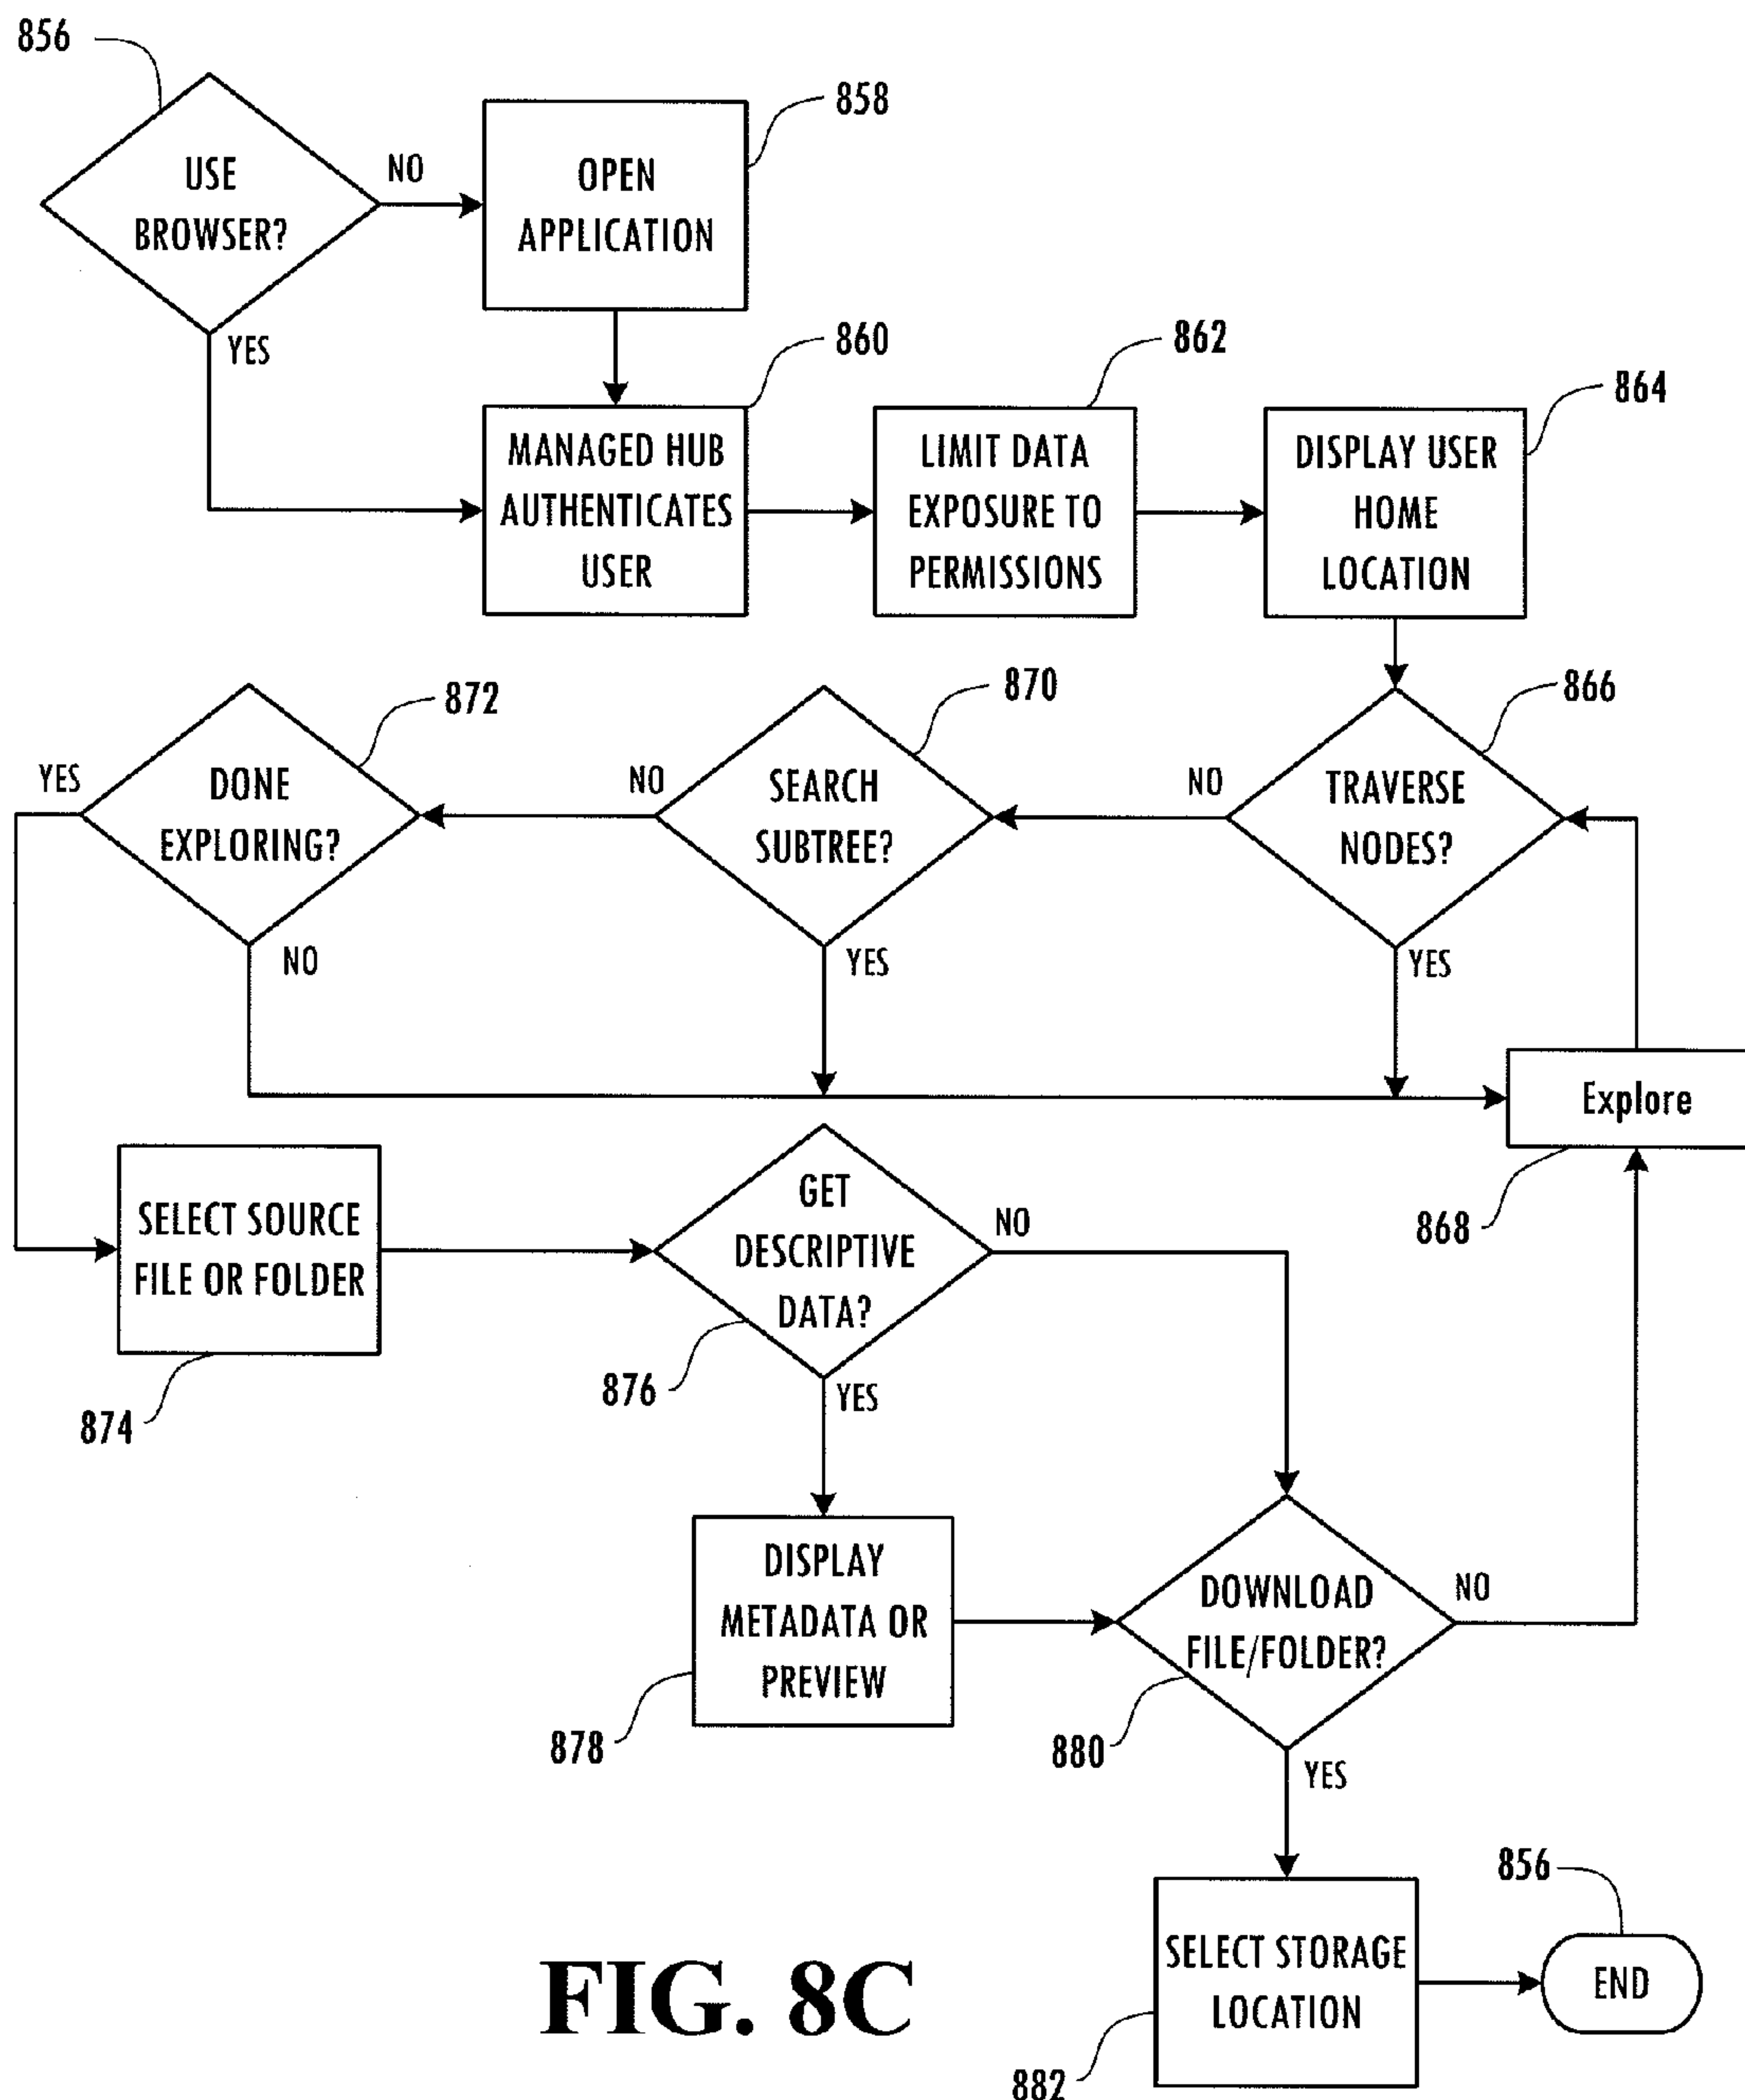 856
858
USE
BROWSER?
NO
OPEN
APPLICATION
YES
860
862
864
MANAGED HUB
AUTHENTICATES
USER
LIMIT DATA
EXPOSURE TO
PERMISSIONS
DISPLAY USER
HOME
LOCATION
872
870
866
YES
DONE
EXPLORING?
NO
SEARCH
SUBTREE?
NO
TRAVERSE
NODES?
NO
YES
YES
Explore
868
SELECT SOURCE
FILE OR FOLDER
874
GET
DESCRIPTIVE
DATA?
NO
876
YES
DISPLAY
METADATA OR
PREVIEW
878
DOWNLOAD
FILE/FOLDER?
NO
880
YES
856
SELECT STORAGE
LOCATION
END
882
FIG. 8C